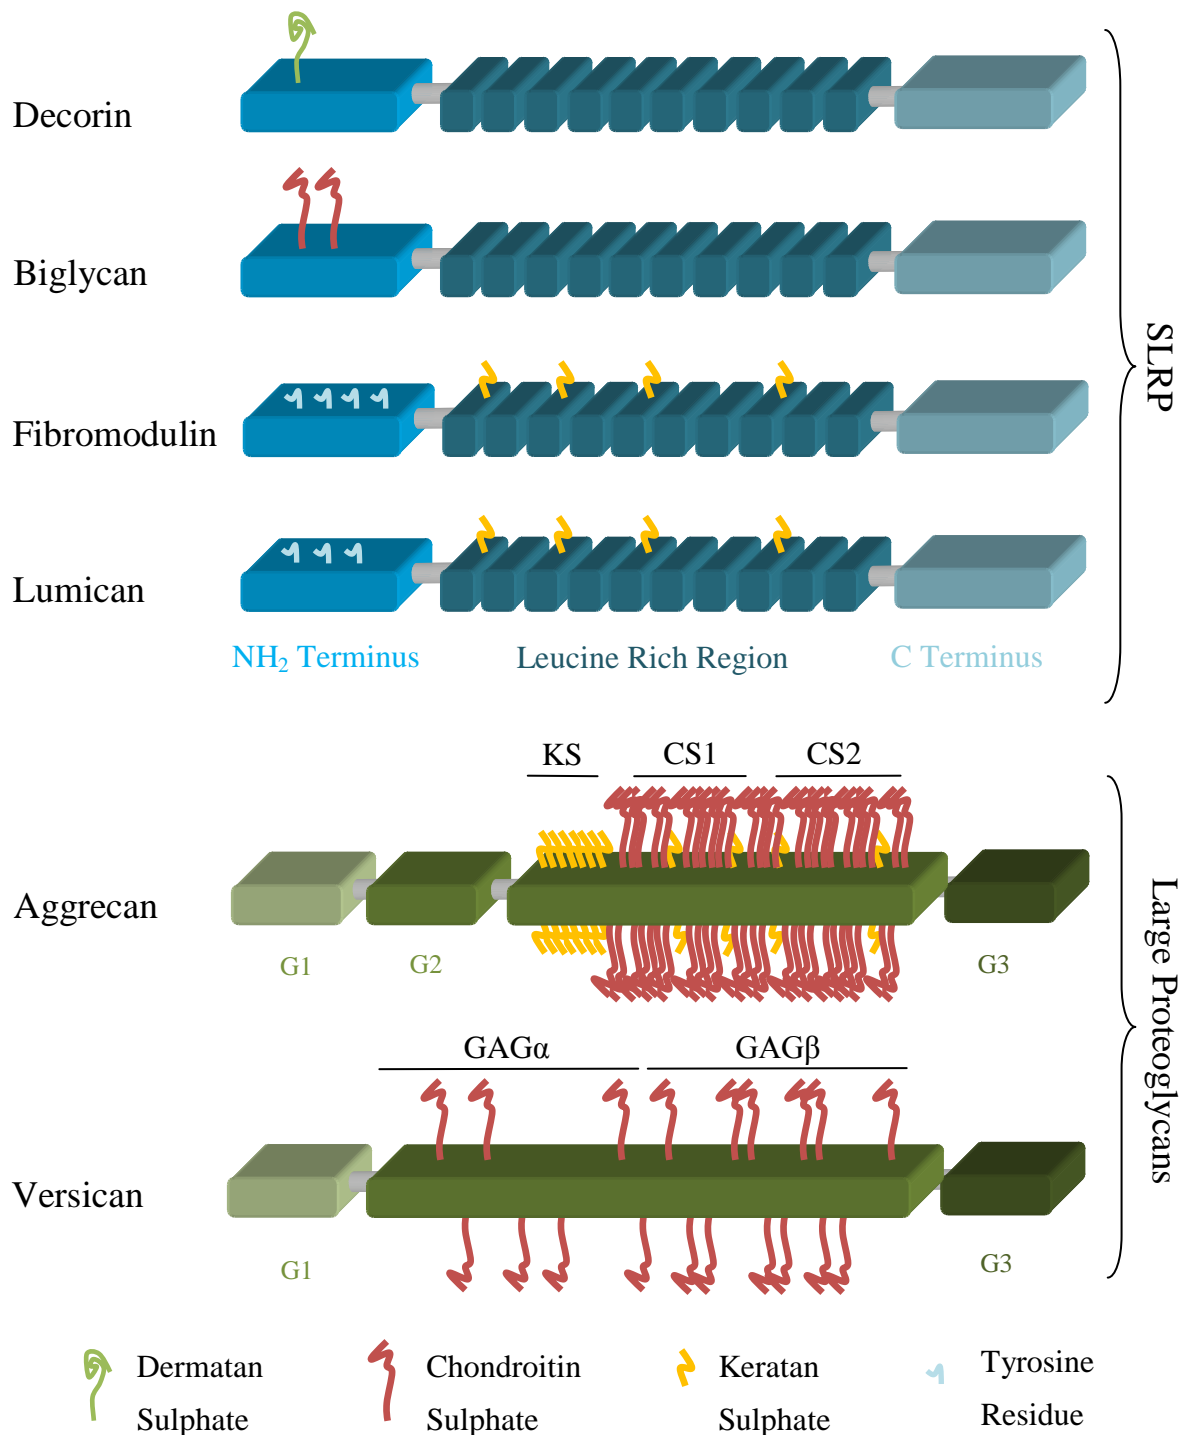 Decorin
Biglycan
Fibromodulin
Lumican
NH₂ Terminus Leucine Rich Region C Terminus
SLRP
KS CS1 CS2
Aggrecan
G1 G2 G3
GAGα GAGβ
Versican
G1 G3
Large Proteoglycans
Dermatan
Sulphate
Chondroitin
Sulphate
Keratan
Sulphate
Tyrosine
Residue